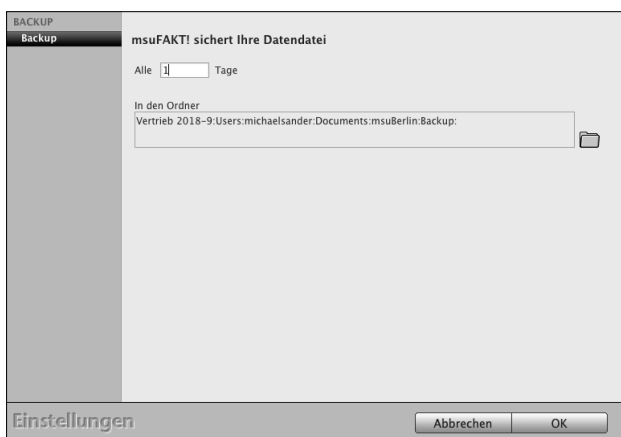 BACKUP
Backup
msuFAKT! sichert Ihre Datendatei
Alle 1 Tage
In den Ordner
Vertrieb 2018-9:Users:michaelsander:Documents:msuBerlin:Backup:
Einstellungen
Abbrechen OK